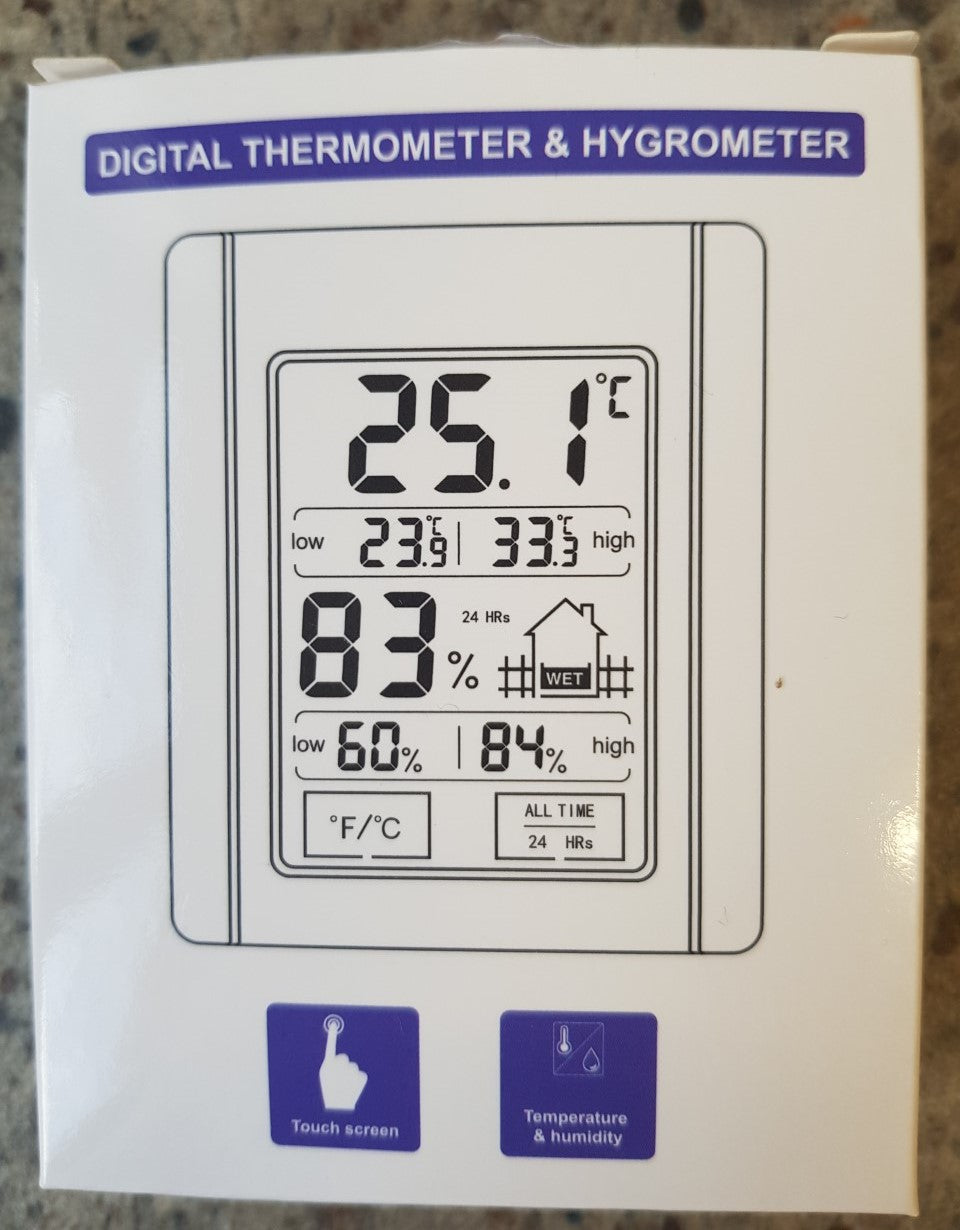 DIGITAL THERMOMETER & HYGROMETER
25.1 °C
low 23.9 °C | 33.3 °C high
83 % 24 HRs
WET
low 60% | 84% high
°F/°C
ALL TIME
24 HRs
Touch screen
Temperature
& humidity